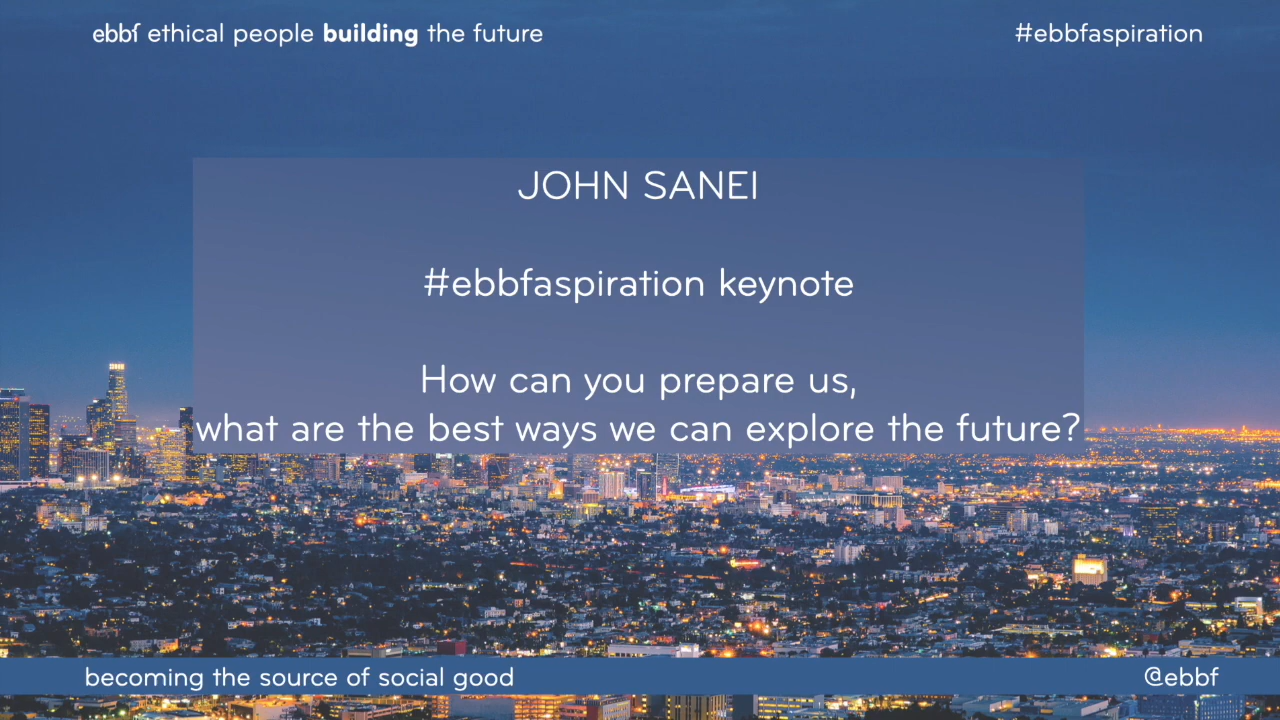 ebbf ethical people building the future
#ebbfaspiration
JOHN SANEI
#ebbfaspiration keynote
How can you prepare us,
what are the best ways we can explore the future?
becoming the source of social good
@ebbf